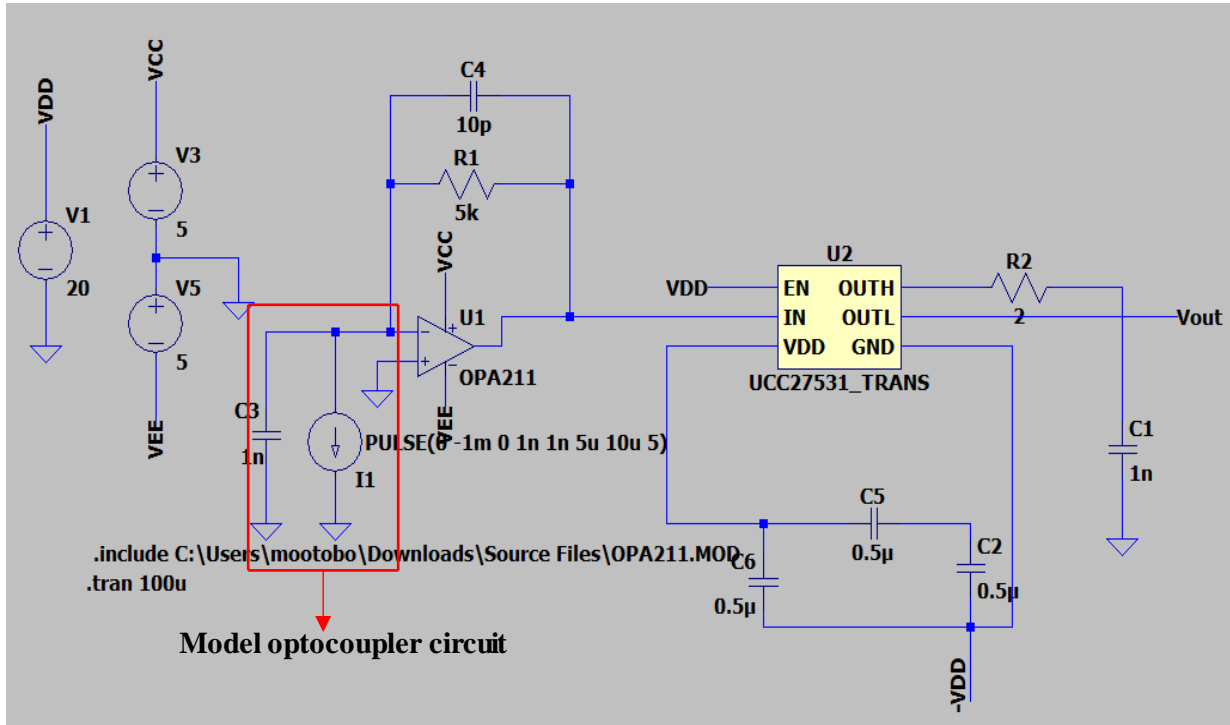 VDD
VCC
V1
20
V3
5
V5
5
VEE
C4
10p
R1
5k
VCC
U1
OPA211
VEE
C3
1n
I1
PULSE(0 -1m 0 1n 1n 5u 10u 5)
.include C:\Users\mootobo\Downloads\Source Files\OPA211.MOD
.tran 100u
Model optocoupler circuit
U2
VDD
EN OUTH
IN OUTL
VDD GND
UCC27531_TRANS
R2
2
Vout
C1
1n
C5
0.5µ
C6
0.5µ
C2
0.5µ
-VDD